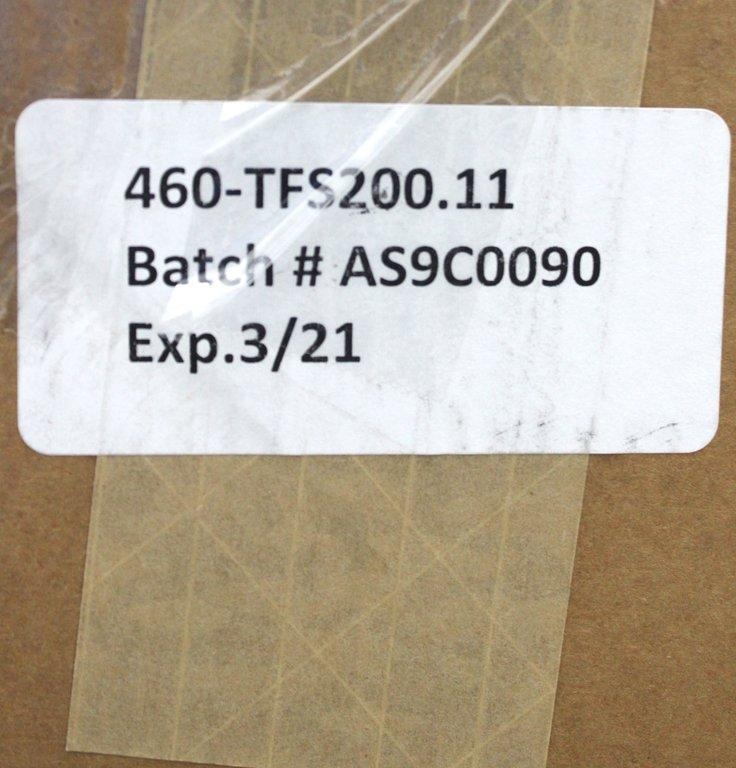 460-TFS200.11
Batch # AS9C0090
Exp.3/21